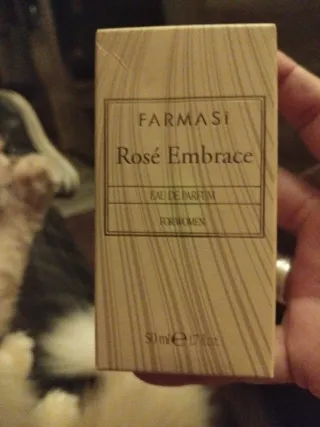 FARMASi
Rosé Embrace
EAU DE PARFUM
FOR WOMEN
50 ml ℮ 1.7 fl.oz.